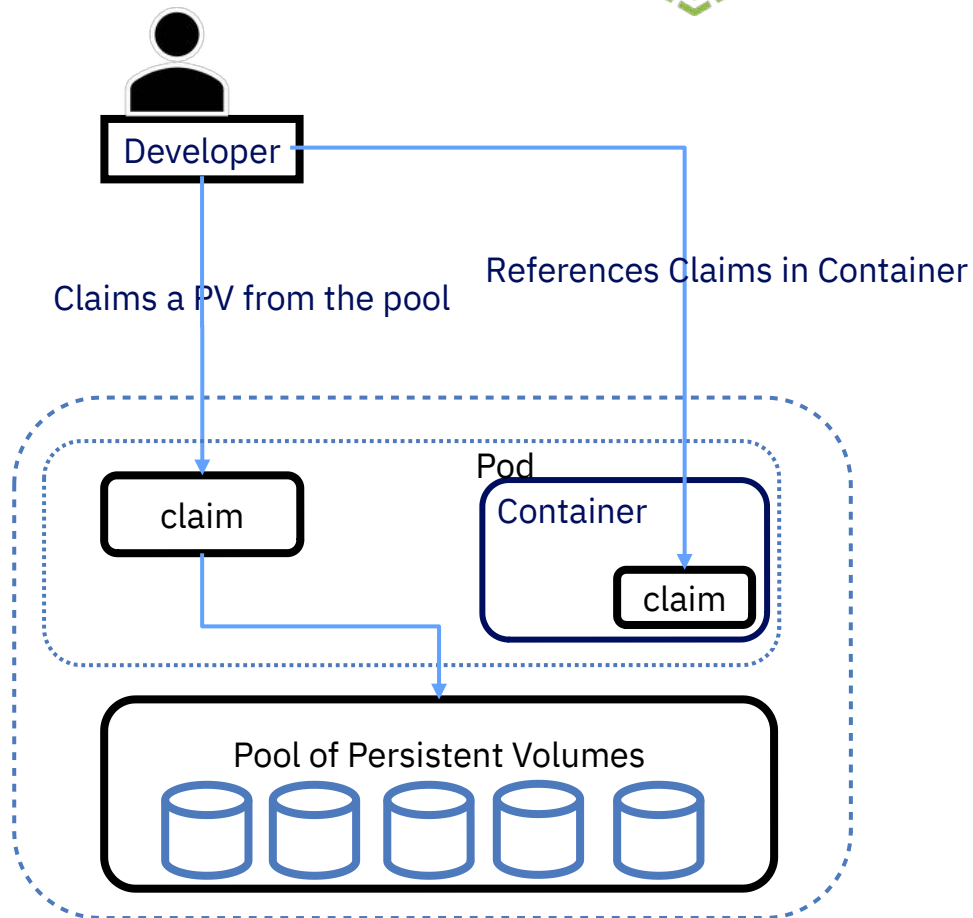 Developer
References Claims in Container
Claims a PV from the pool
Pod
Container
claim
claim
Pool of Persistent Volumes